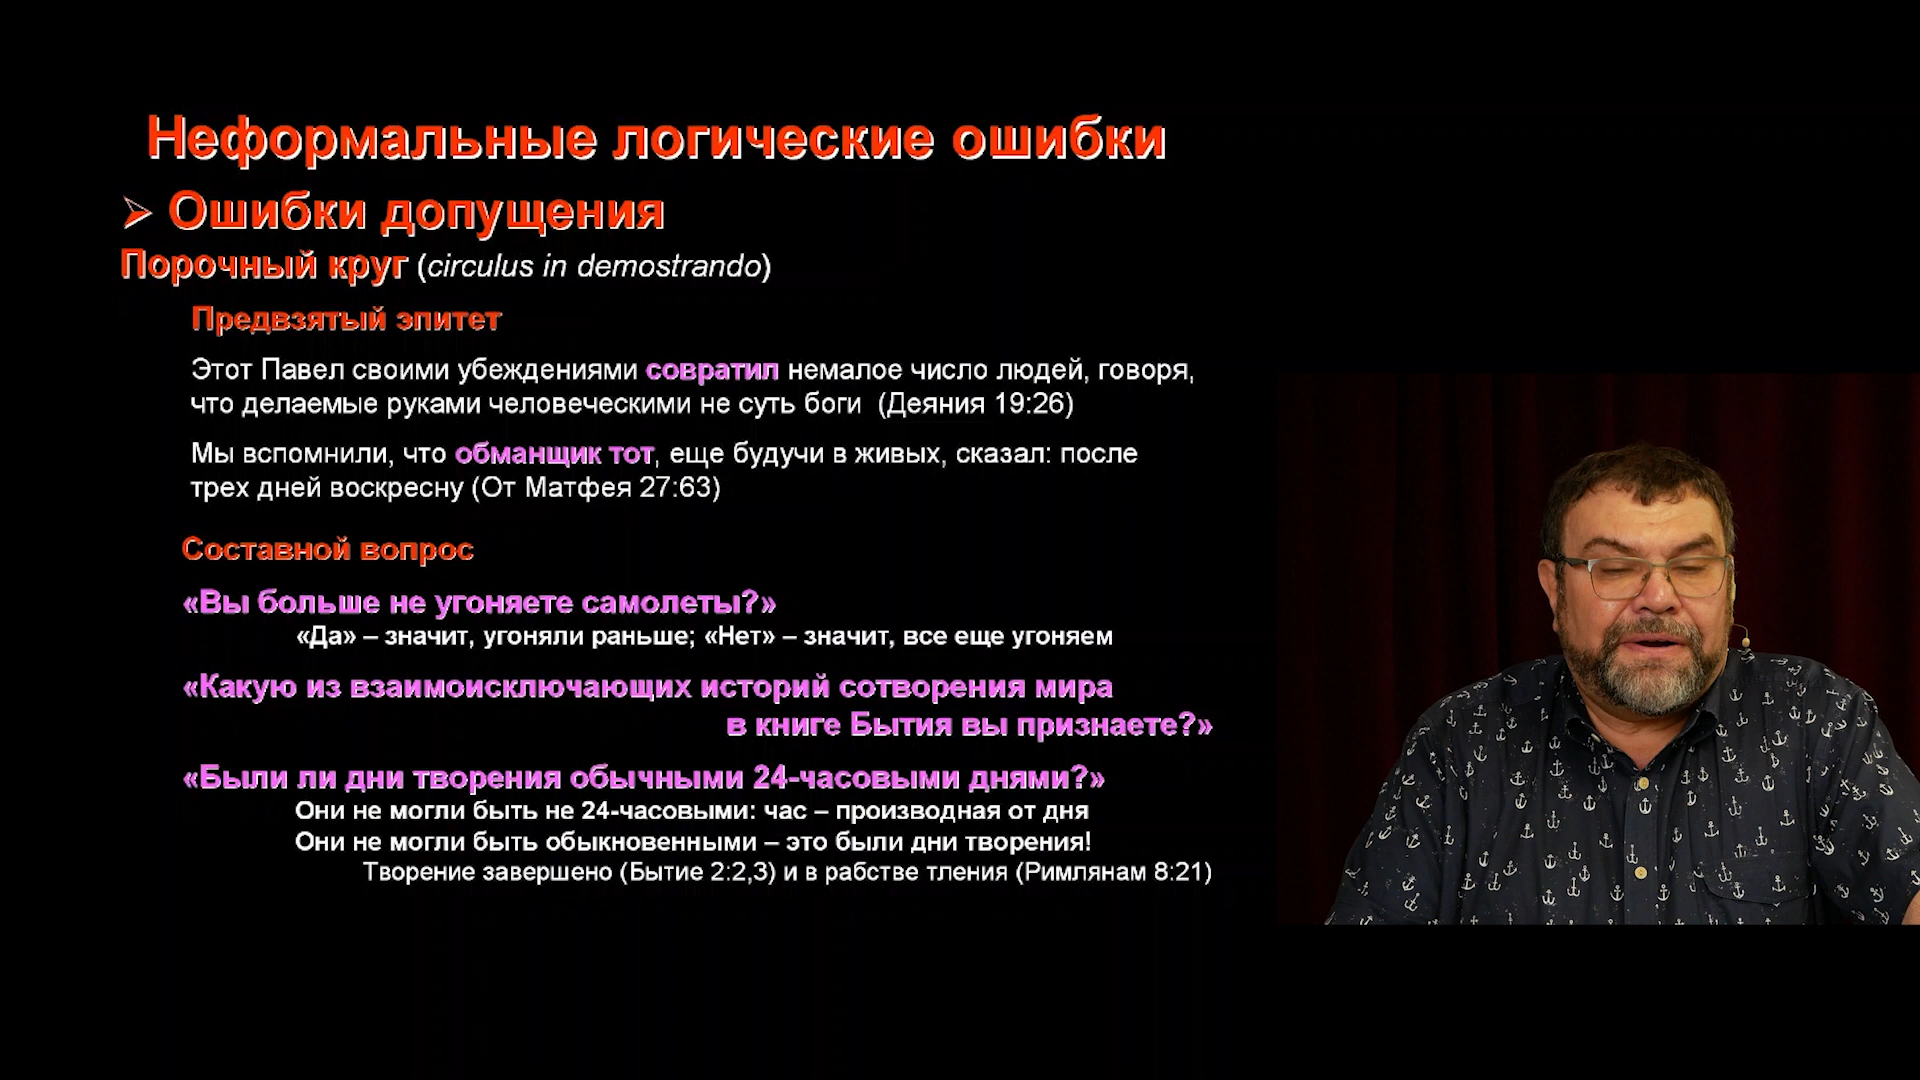 Неформальные логические ошибки
➢ Ошибки допущения
Порочный круг (circulus in demostrando)
Предвзятый эпитет
Этот Павел своими убеждениями совратил немалое число людей, говоря,
что делаемые руками человеческими не суть боги (Деяния 19:26)
Мы вспомнили, что обманщик тот, еще будучи в живых, сказал: после
трех дней воскресну (От Матфея 27:63)
Составной вопрос
«Вы больше не угоняете самолеты?»
«Да» – значит, угоняли раньше; «Нет» – значит, все еще угоняем
«Какую из взаимоисключающих историй сотворения мира
в книге Бытия вы признаете?»
«Были ли дни творения обычными 24-часовыми днями?»
Они не могли быть не 24-часовыми: час – производная от дня
Они не могли быть обыкновенными – это были дни творения!
Творение завершено (Бытие 2:2,3) и в рабстве тления (Римлянам 8:21)